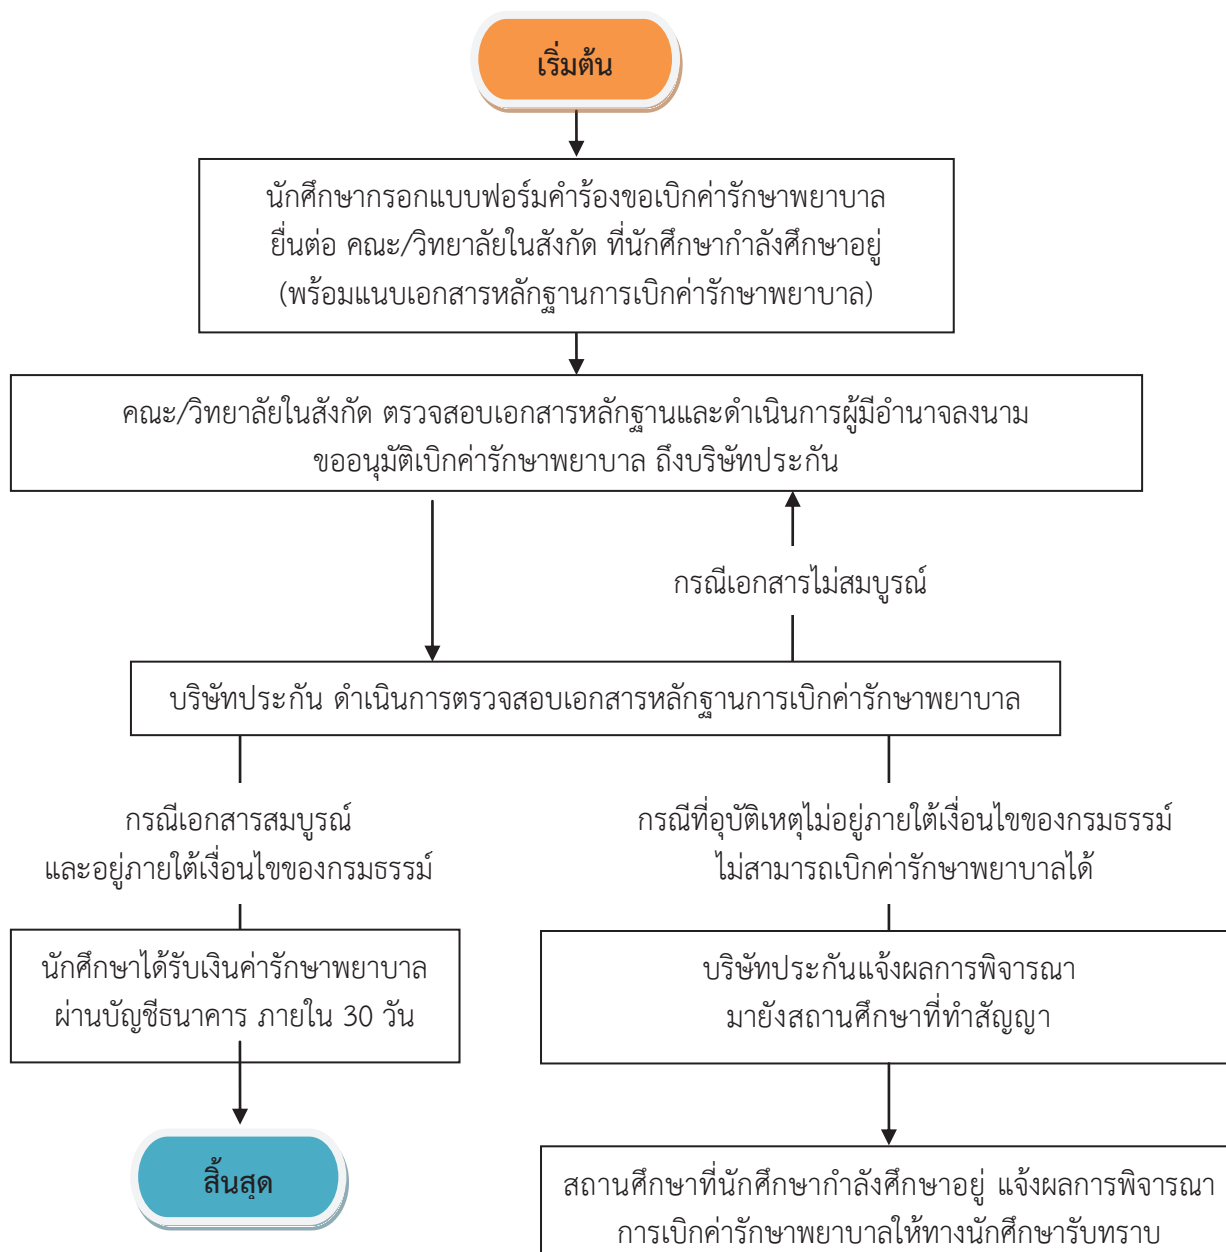 เริ่มต้น
นักศึกษากรอกแบบฟอร์มคำร้องขอเบิกค่ารักษาพยาบาล
ยื่นต่อ คณะ/วิทยาลัยในสังกัด ที่นักศึกษากำลังศึกษาอยู่
(พร้อมแนบเอกสารหลักฐานการเบิกค่ารักษาพยาบาล)
คณะ/วิทยาลัยในสังกัด ตรวจสอบเอกสารหลักฐานและดำเนินการผู้มีอำนาจลงนาม
ขออนุมัติเบิกค่ารักษาพยาบาล ถึงบริษัทประกัน
กรณีเอกสารไม่สมบูรณ์
บริษัทประกัน ดำเนินการตรวจสอบเอกสารหลักฐานการเบิกค่ารักษาพยาบาล
กรณีเอกสารสมบูรณ์
และอยู่ภายใต้เงื่อนไขของกรมธรรม์
กรณีที่อุบัติเหตุไม่อยู่ภายใต้เงื่อนไขของกรมธรรม์
ไม่สามารถเบิกค่ารักษาพยาบาลได้
นักศึกษาได้รับเงินค่ารักษาพยาบาล
ผ่านบัญชีธนาคาร ภายใน 30 วัน
บริษัทประกันแจ้งผลการพิจารณา
มายังสถานศึกษาที่ทำสัญญา
สิ้นสุด
สถานศึกษาที่นักศึกษากำลังศึกษาอยู่ แจ้งผลการพิจารณา
การเบิกค่ารักษาพยาบาลให้ทางนักศึกษารับทราบ